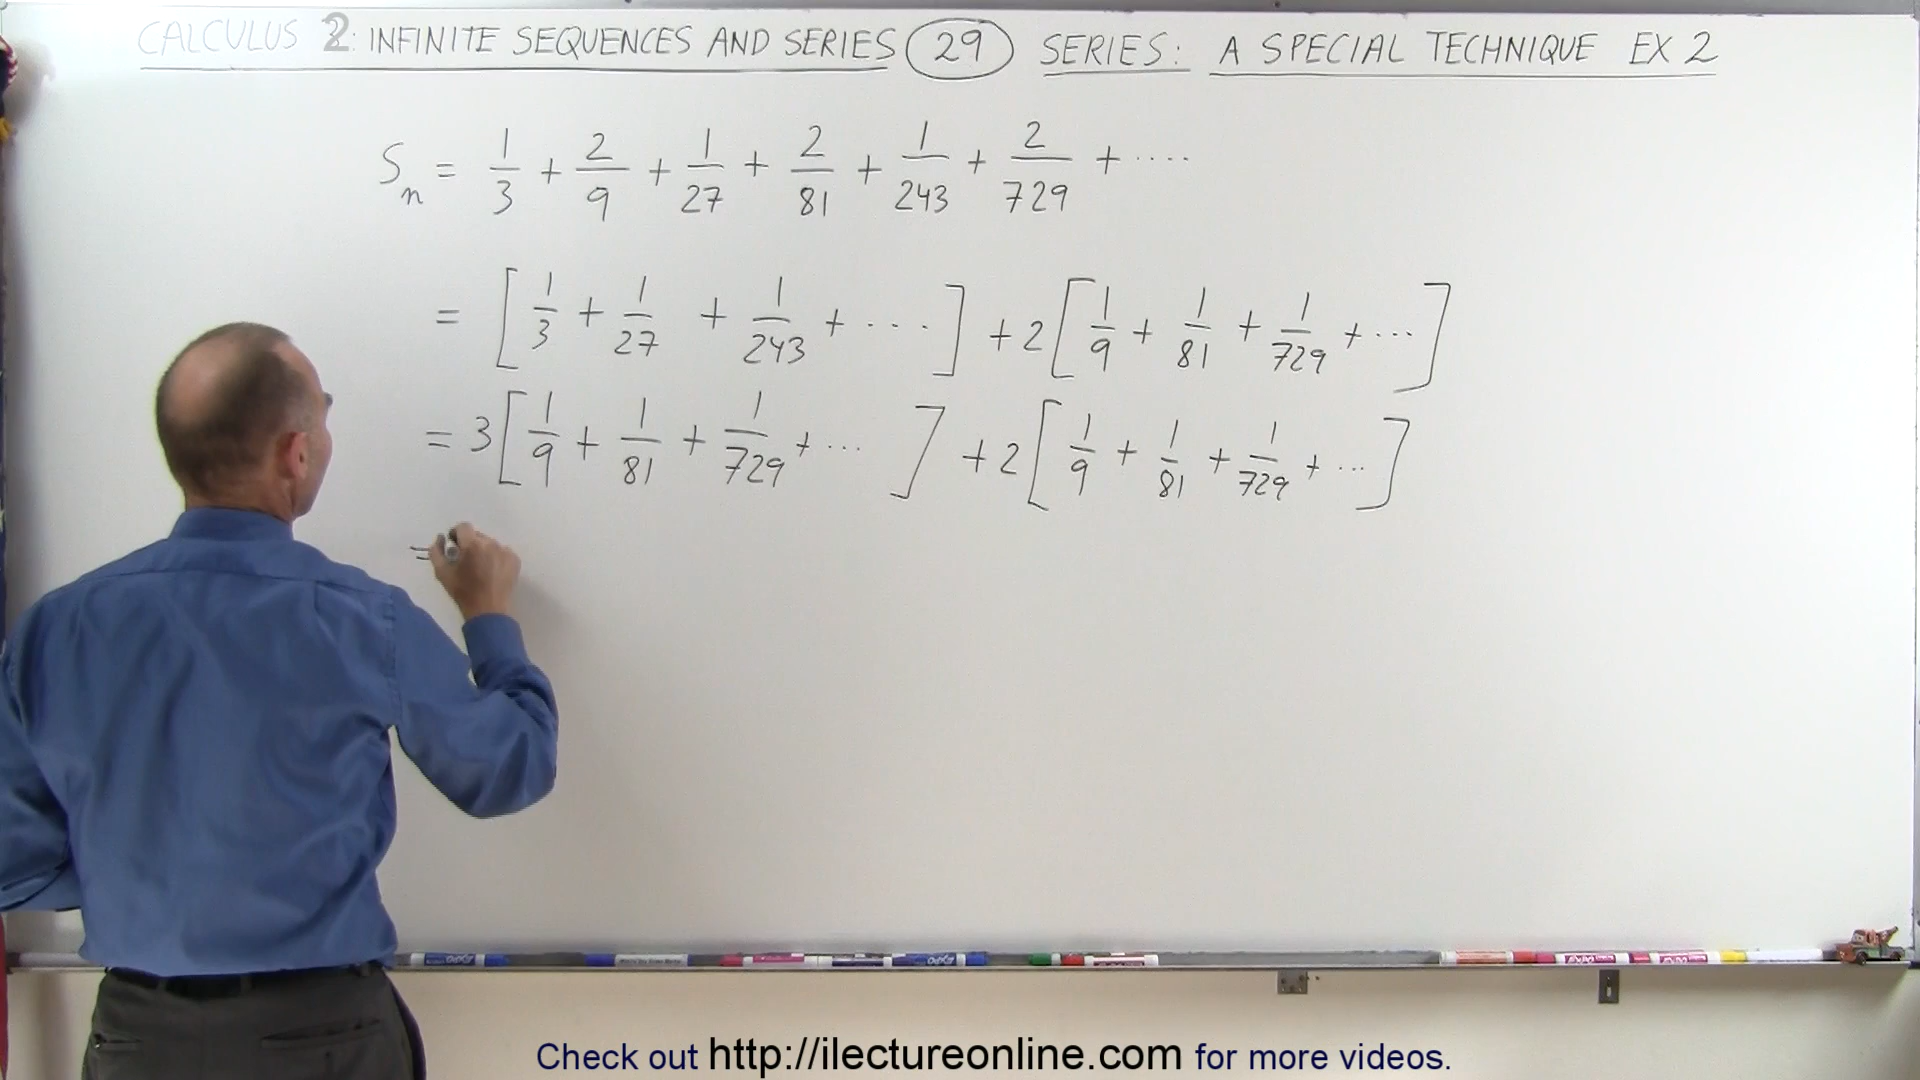 CALCULUS 2: INFINITE SEQUENCES AND SERIES 29 SERIES: A SPECIAL TECHNIQUE EX 2
Sₙ = 1/3 + 2/9 + 1/27 + 2/81 + 1/243 + 2/729 + ....
= [1/3 + 1/27 + 1/243 + ....] + 2[1/9 + 1/81 + 1/729 + ...]
= 3[1/9 + 1/81 + 1/729 + ...] + 2[1/9 + 1/81 + 1/729 + ...]
=
Check out http://ilectureonline.com for more videos.